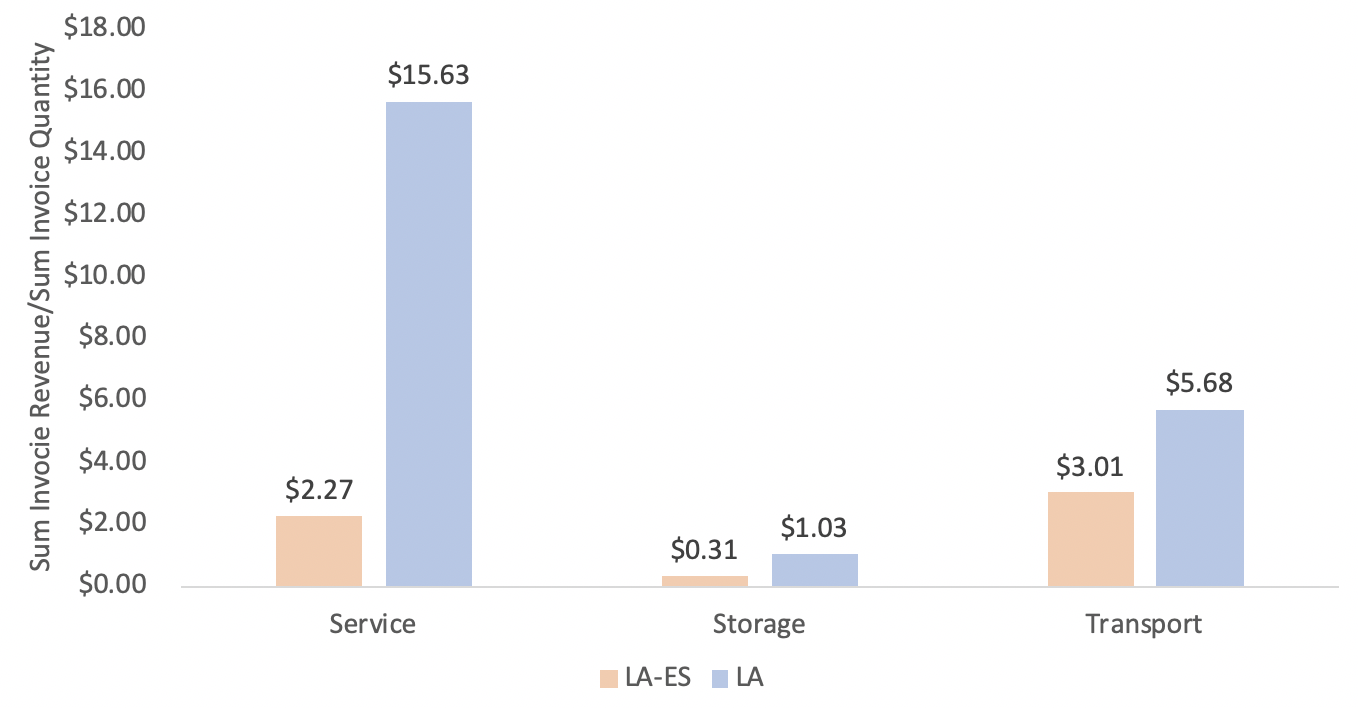 Sum Invocie Revenue/Sum Invoice Quantity
$18.00
$16.00
$14.00
$12.00
$10.00
$8.00
$6.00
$4.00
$2.00
$0.00
$2.27
$15.63
$0.31
$1.03
$3.01
$5.68
Service
Storage
Transport
LA-ES
LA